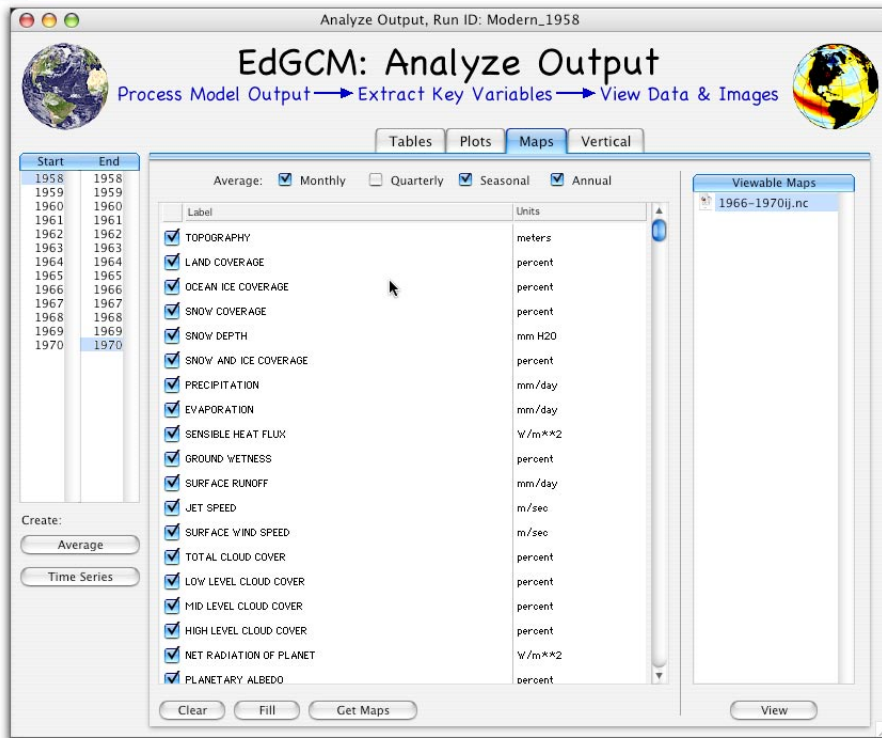 Analyze Output, Run ID: Modern_1958
EdGCM: Analyze Output
Process Model Output Extract Key Variables View Data & Images
Tables Plots Maps Vertical
Start End
1958 1958
1959 1959
1960 1960
1961 1961
1962 1962
1963 1963
1964 1964
1965 1965
1966 1966
1967 1967
1968 1968
1969 1969
1970 1970
Create:
Average
Time Series
Average: Monthly Quarterly Seasonal Annual
Label Units
TOPOGRAPHY meters
LAND COVERAGE percent
OCEAN ICE COVERAGE percent
SNOW COVERAGE percent
SNOW DEPTH mm H2O
SNOW AND ICE COVERAGE percent
PRECIPITATION mm/day
EVAPORATION mm/day
SENSIBLE HEAT FLUX W/m**2
GROUND WETNESS percent
SURFACE RUNOFF mm/day
JET SPEED m/sec
SURFACE WIND SPEED m/sec
TOTAL CLOUD COVER percent
LOW LEVEL CLOUD COVER percent
MID LEVEL CLOUD COVER percent
HIGH LEVEL CLOUD COVER percent
NET RADIATION OF PLANET W/m**2
PLANETARY ALBEDO percent
Clear Fill Get Maps
Viewable Maps
1966-1970ij.nc
View